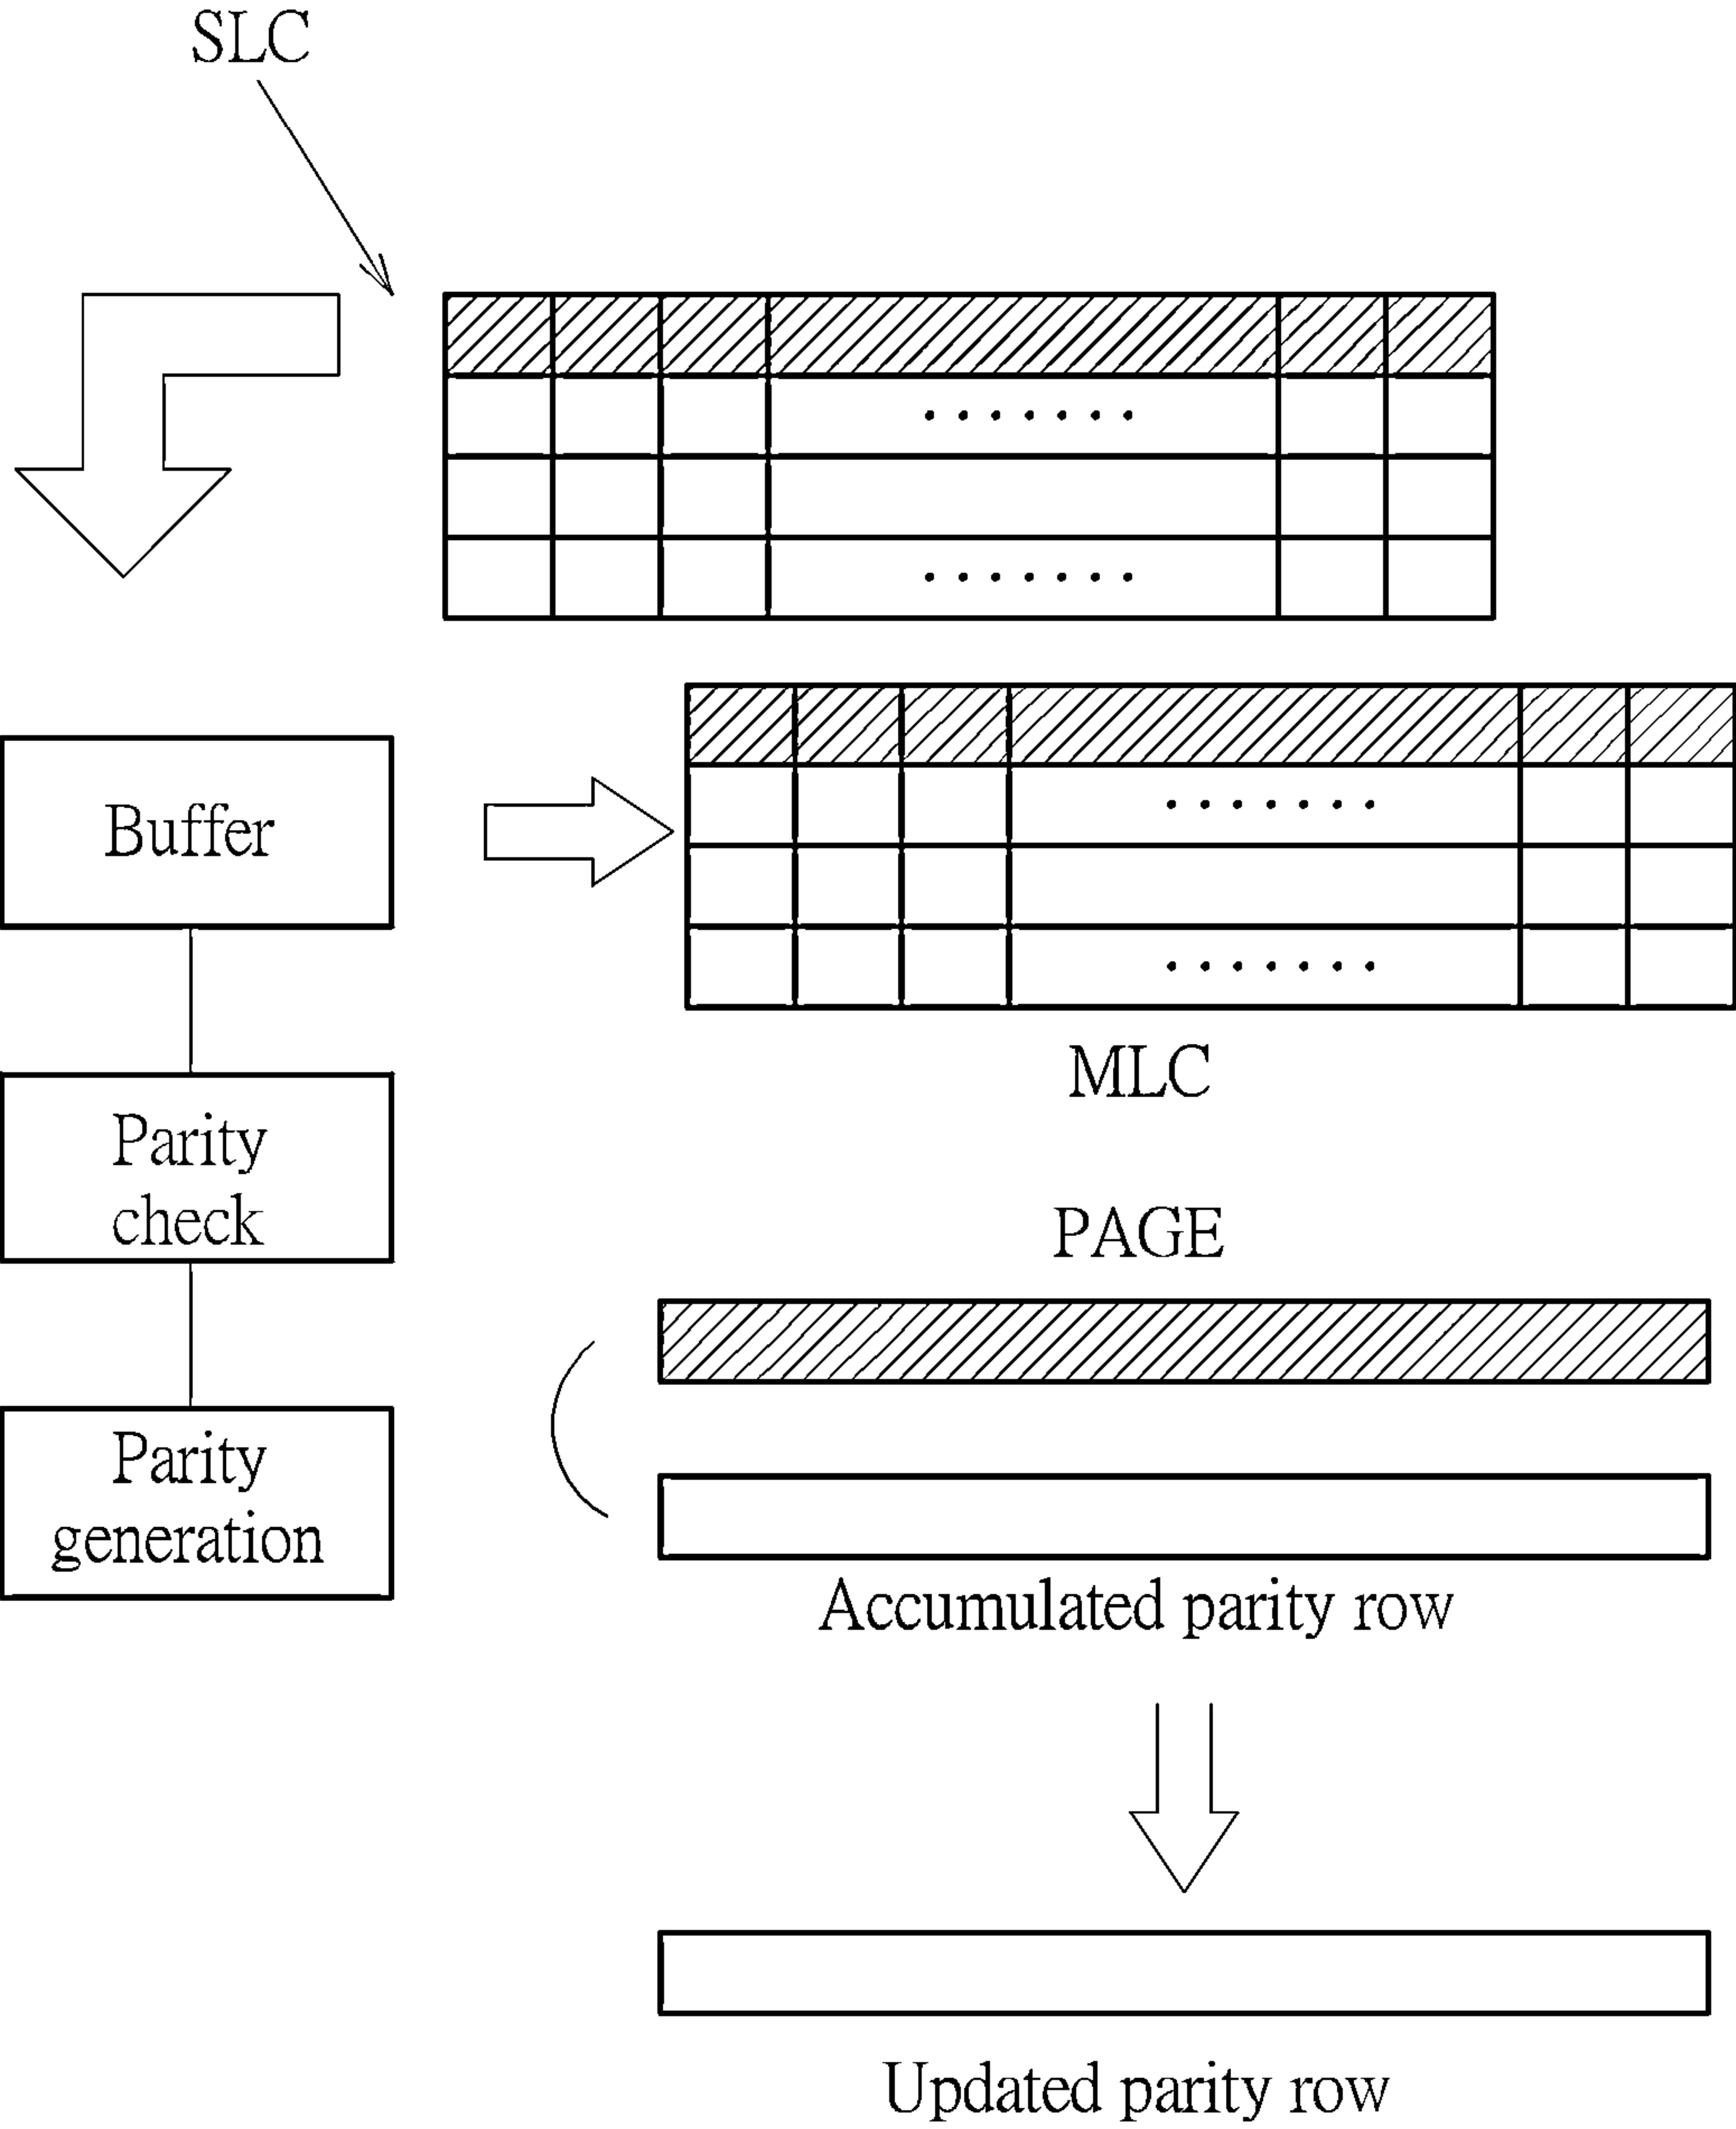 SLC
Buffer
MLC
Parity
check
PAGE
Parity
generation
Accumulated parity row
Updated parity row